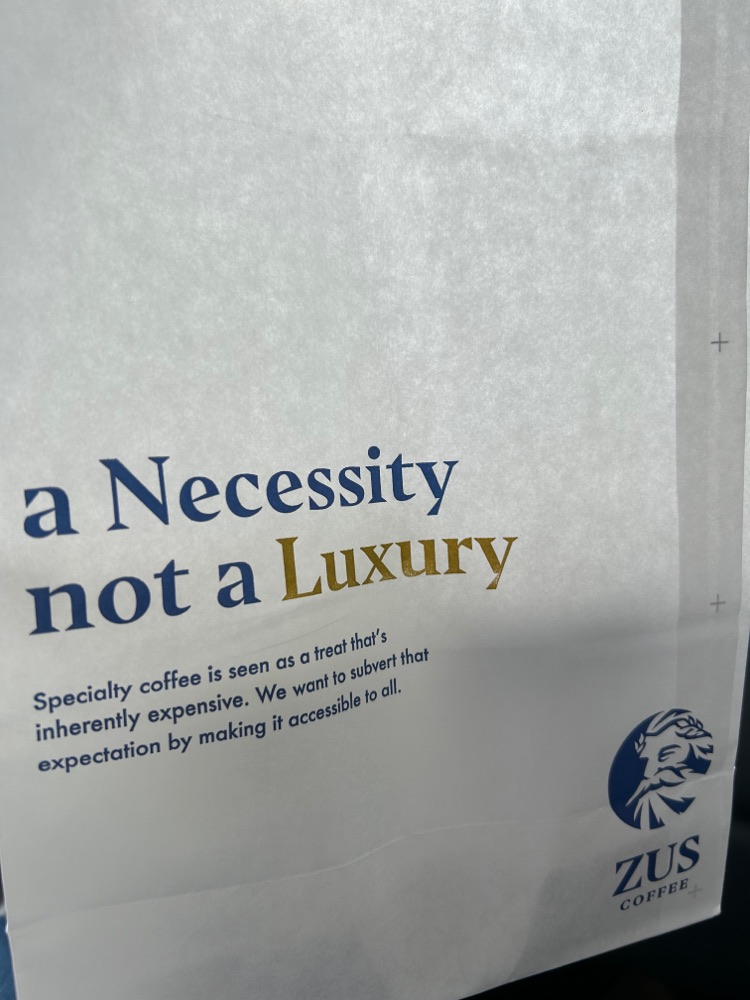 a Necessity
not a Luxury
Specialty coffee is seen as a treat that's
inherently expensive. We want to subvert that
expectation by making it accessible to all.
ZUS
COFFEE